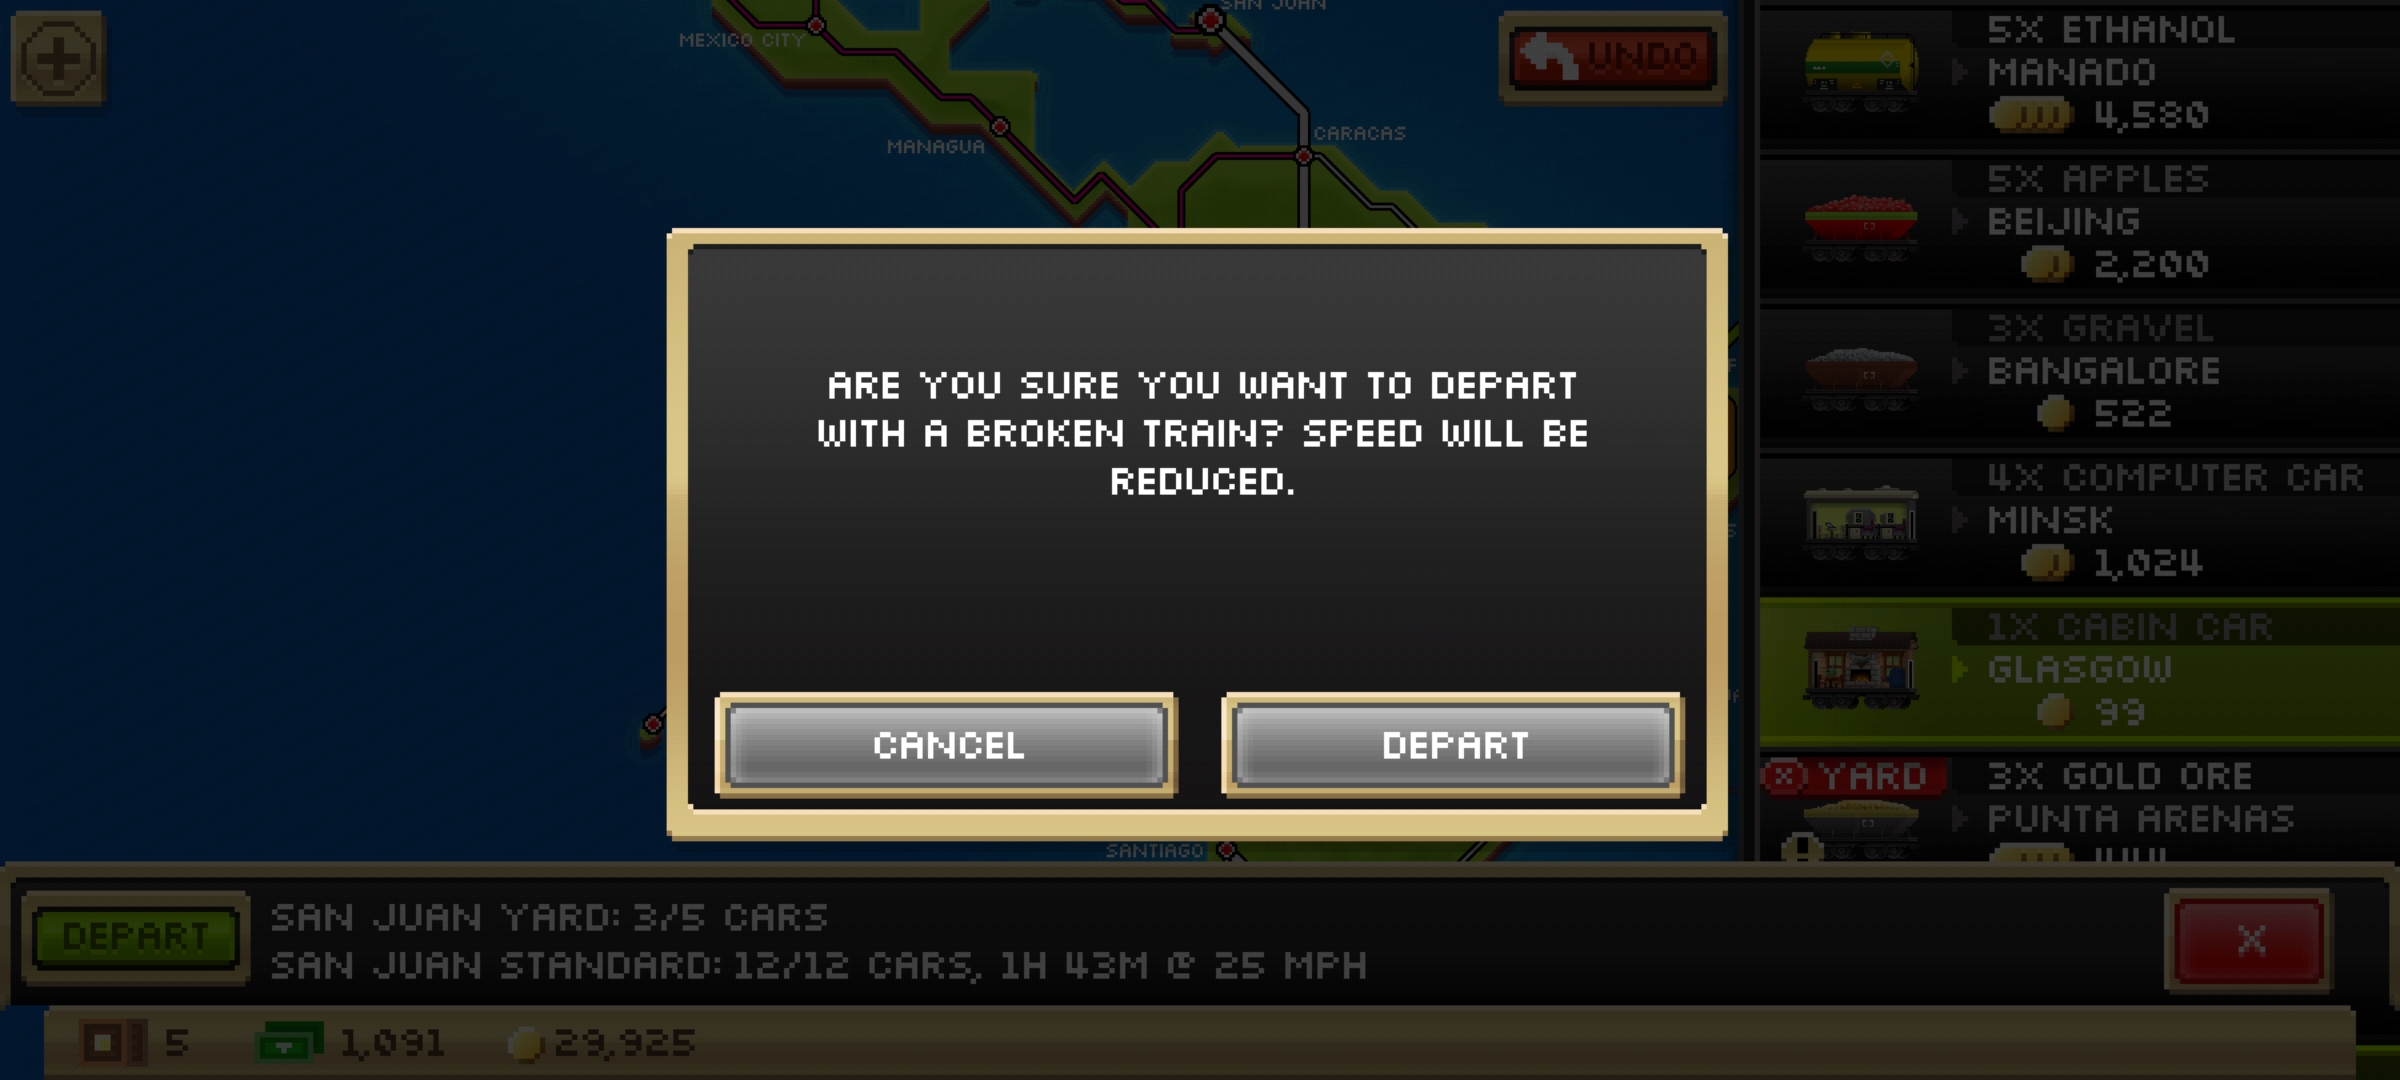 SAN JUAN
MEXICO CITY
UNDO
MANAGUA
CARACAS
5X ETHANOL
MANADO
4,580
5X APPLES
BEIJING
2,200
3X GRAVEL
BANGALORE
522
4X COMPUTER CAR
MINSK
1,024
1X CABIN CAR
GLASGOW
99
X YARD
3X GOLD ORE
PUNTA ARENAS
ARE YOU SURE YOU WANT TO DEPART
WITH A BROKEN TRAIN? SPEED WILL BE
REDUCED.
CANCEL
DEPART
SANTIAGO
DEPART
SAN JUAN YARD: 3/5 CARS
SAN JUAN STANDARD: 12/12 CARS, 1H 43M @ 25 MPH
X
5
1,091
29,925